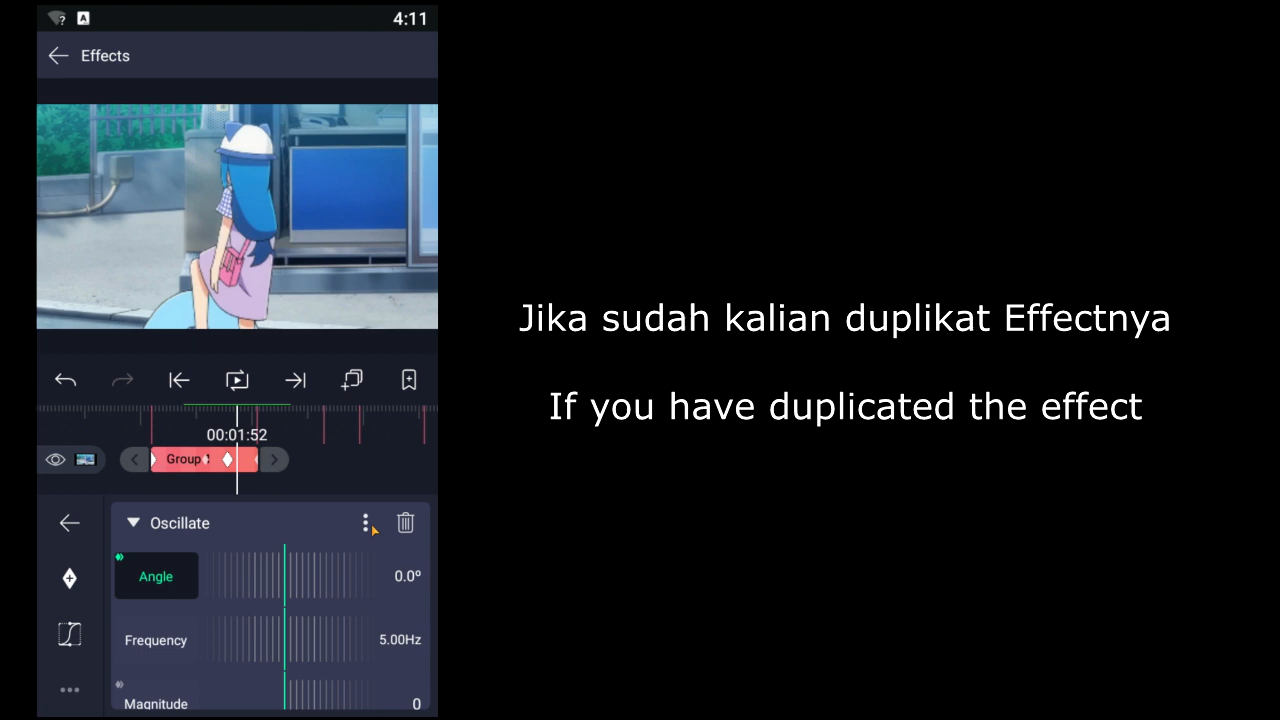 4:11
Effects
Jika sudah kalian duplikat Effectnya
If you have duplicated the effect
00:01:52
Group 1
Oscillate
Angle
0.0º
Frequency
5.00Hz
Magnitude
0